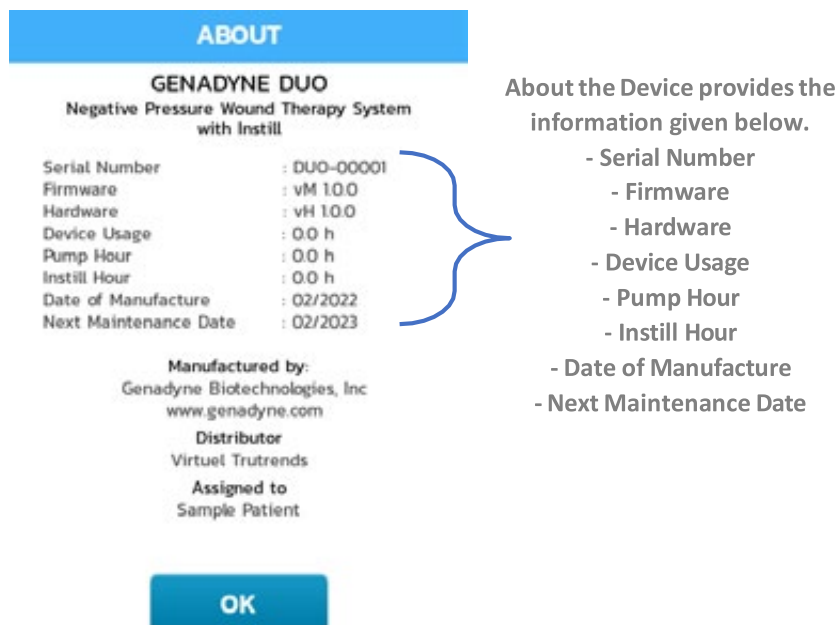 ABOUT
GENADYNE DUO
Negative Pressure Wound Therapy System
with Instill
Serial Number : DUO-00001
Firmware : vM 1.0.0
Hardware : vH 1.0.0
Device Usage : 0.0 h
Pump Hour : 0.0 h
Instill Hour : 0.0 h
Date of Manufacture : 02/2022
Next Maintenance Date : 02/2023
Manufactured by:
Genadyne Biotechnologies, Inc
www.genadyne.com
Distributor
Virtuel Trutrends
Assigned to
Sample Patient
OK
About the Device provides the
information given below.
- Serial Number
- Firmware
- Hardware
- Device Usage
- Pump Hour
- Instill Hour
- Date of Manufacture
- Next Maintenance Date